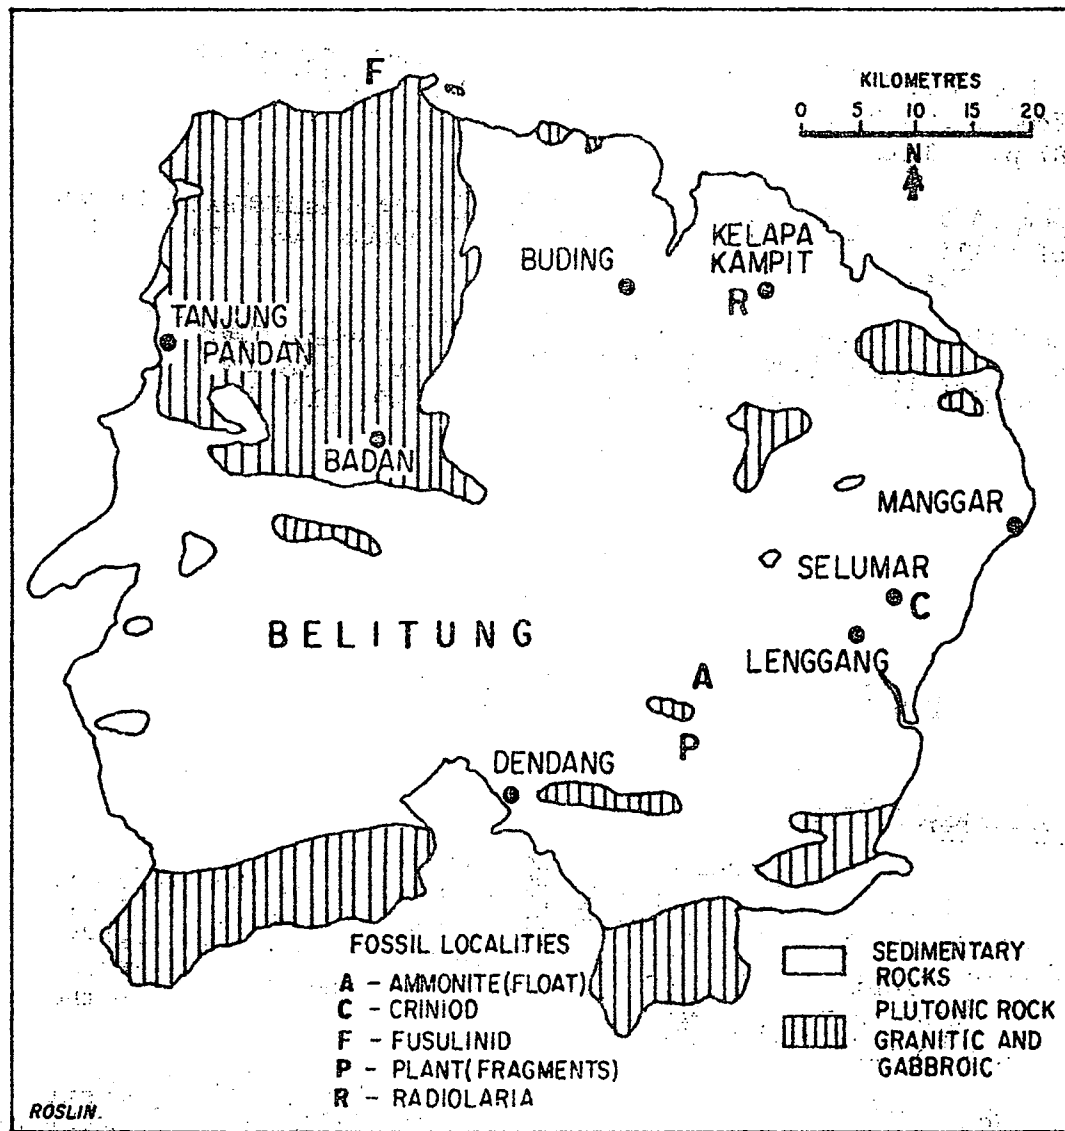 F
KILOMETRES
0 5 10 15 20
N
KELAPA
KAMPIT
BUDING
R
TANJUNG
PANDAN
BADAN
MANGGAR
SELUMAR
C
BELITUNG
LENGGANG
A
P
DENDANG
FOSSIL LOCALITIES
A - AMMONITE (FLOAT)
C - CRINIOD
F - FUSULINID
P - PLANT (FRAGMENTS)
R - RADIOLARIA
SEDIMENTARY
ROCKS
PLUTONIC ROCK
GRANITIC AND
GABBROIC
ROSLIN.